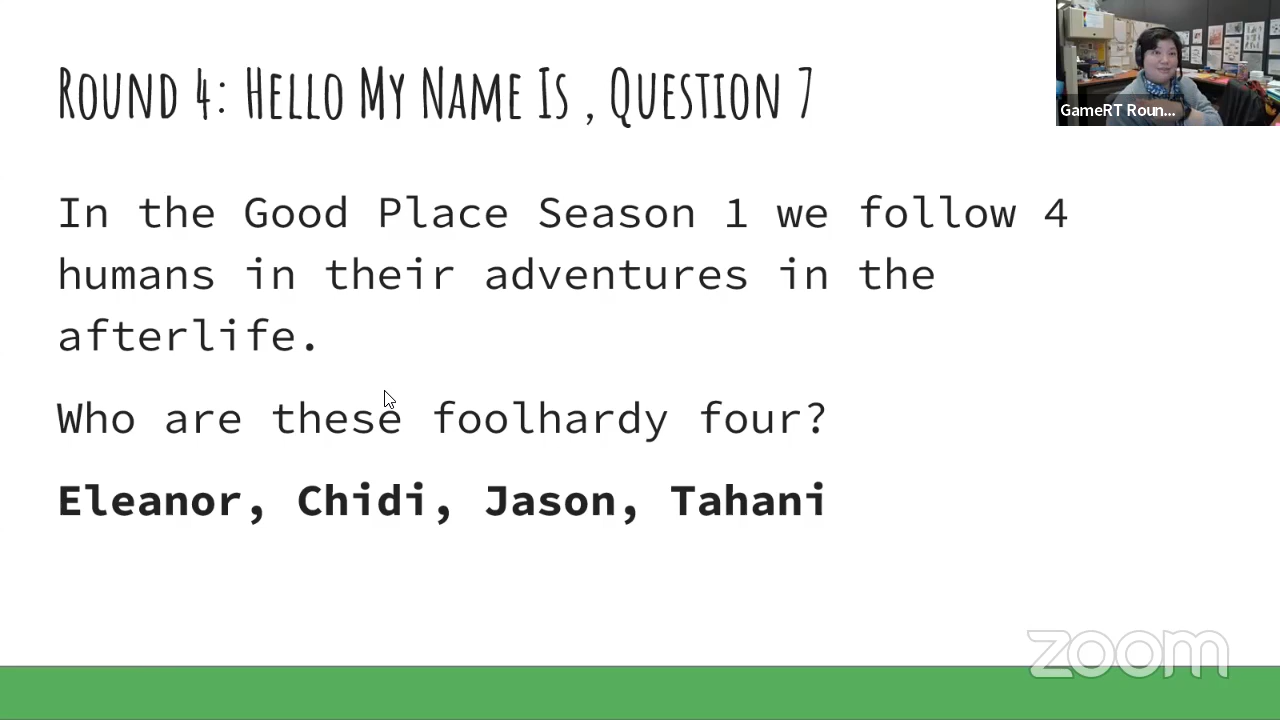 Round 4: Hello My Name Is , Question 7
GameRT Roun...
In the Good Place Season 1 we follow 4
humans in their adventures in the
afterlife.
Who are these foolhardy four?
Eleanor, Chidi, Jason, Tahani
zoom